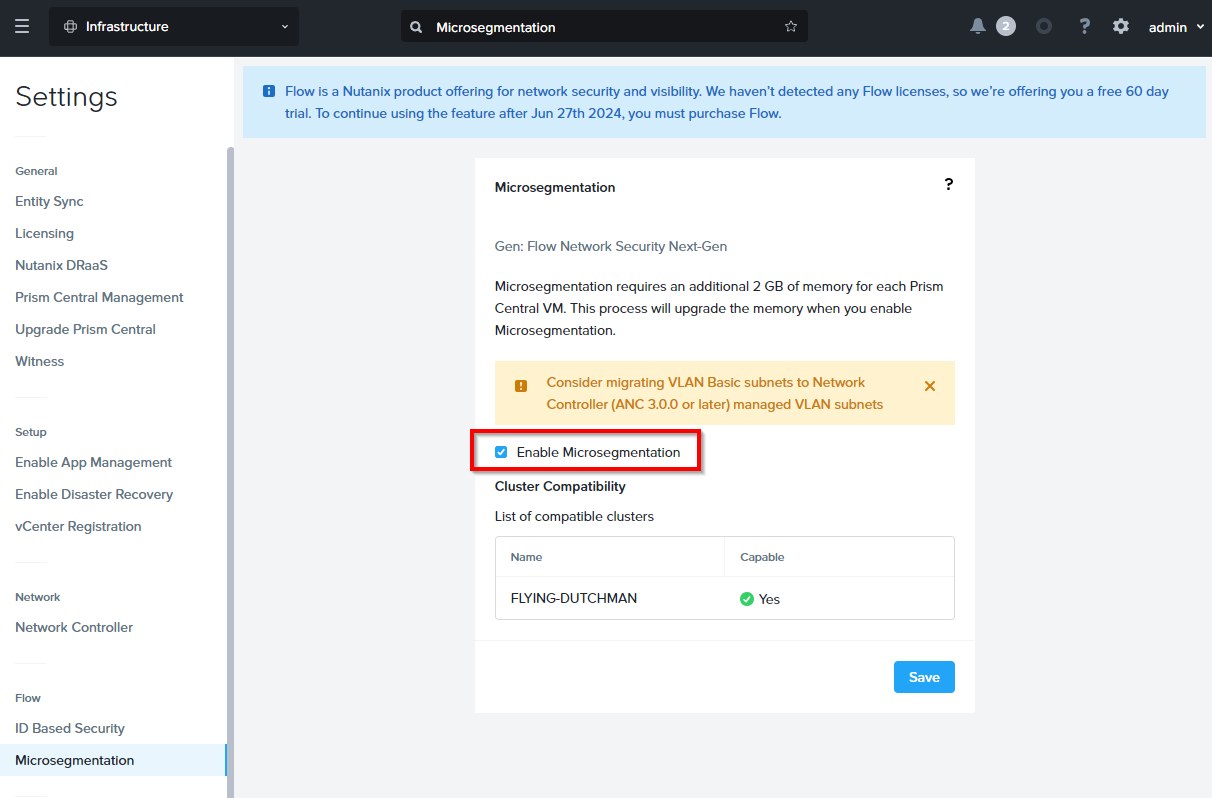 Infrastructure
Microsegmentation
2
?
admin
Settings
General
Entity Sync
Licensing
Nutanix DRaaS
Prism Central Management
Upgrade Prism Central
Witness
Setup
Enable App Management
Enable Disaster Recovery
vCenter Registration
Network
Network Controller
Flow
ID Based Security
Microsegmentation
Flow is a Nutanix product offering for network security and visibility. We haven't detected any Flow licenses, so we're offering you a free 60 day
trial. To continue using the feature after Jun 27th 2024, you must purchase Flow.
Microsegmentation
?
Gen: Flow Network Security Next-Gen
Microsegmentation requires an additional 2 GB of memory for each Prism
Central VM. This process will upgrade the memory when you enable
Microsegmentation.
Consider migrating VLAN Basic subnets to Network
Controller (ANC 3.0.0 or later) managed VLAN subnets
Enable Microsegmentation
Cluster Compatibility
List of compatible clusters
Name Capable
FLYING-DUTCHMAN Yes
Save